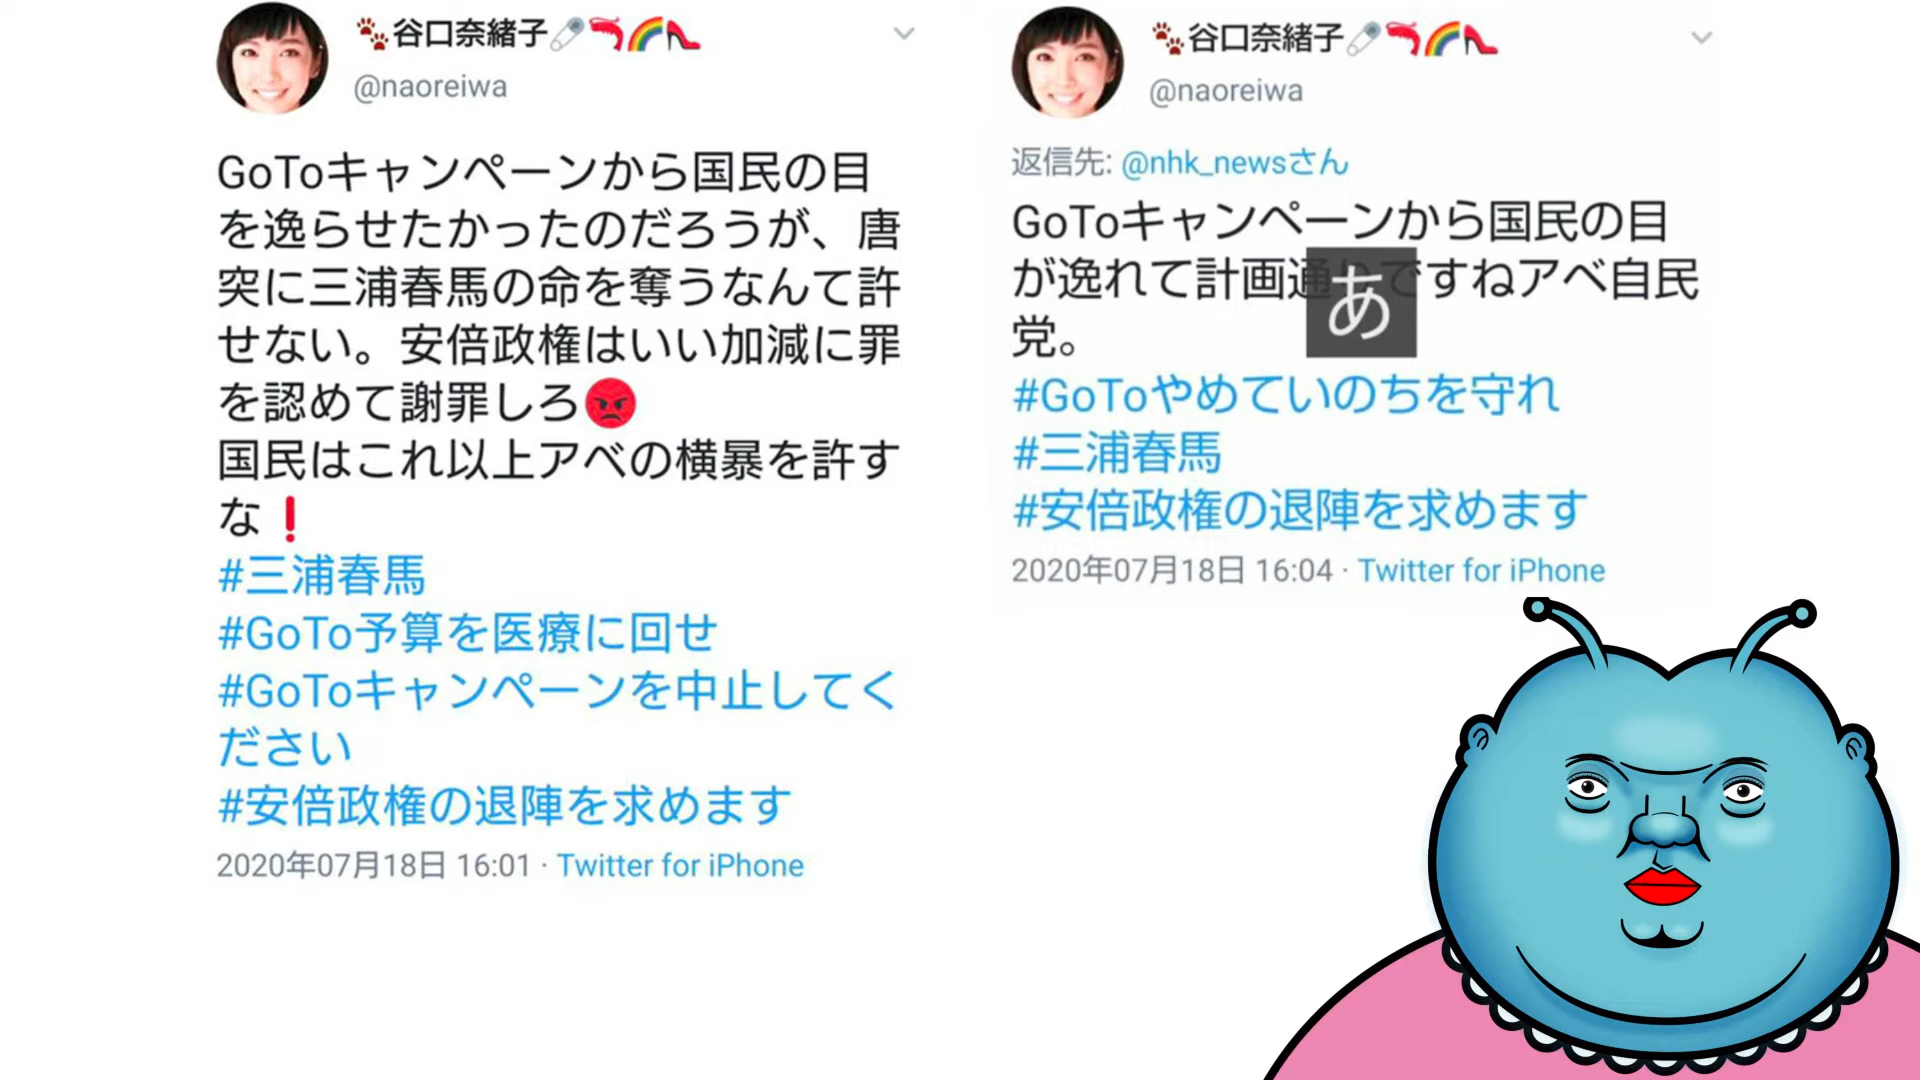 🐾谷口奈緒子🧷🦐🌈👠
@naoreiwa
GoToキャンペーンから国民の目
を逸らせたかったのだろうが、唐
突に三浦春馬の命を奪うなんて許
せない。安倍政権はいい加減に罪
を認めて謝罪しろ😡
国民はこれ以上アベの横暴を許す
な❗
#三浦春馬
#GoTo予算を医療に回せ
#GoToキャンペーンを中止してく
ださい
#安倍政権の退陣を求めます
2020年07月18日 16:01 · Twitter for iPhone
🐾谷口奈緒子🧷🦐🌈👠
@naoreiwa
返信先: @nhk_newsさん
GoToキャンペーンから国民の目
が逸れて計画通りですねアベ自民
党。
あ
#GoToやめていのちを守れ
#三浦春馬
#安倍政権の退陣を求めます
2020年07月18日 16:04 · Twitter for iPhone